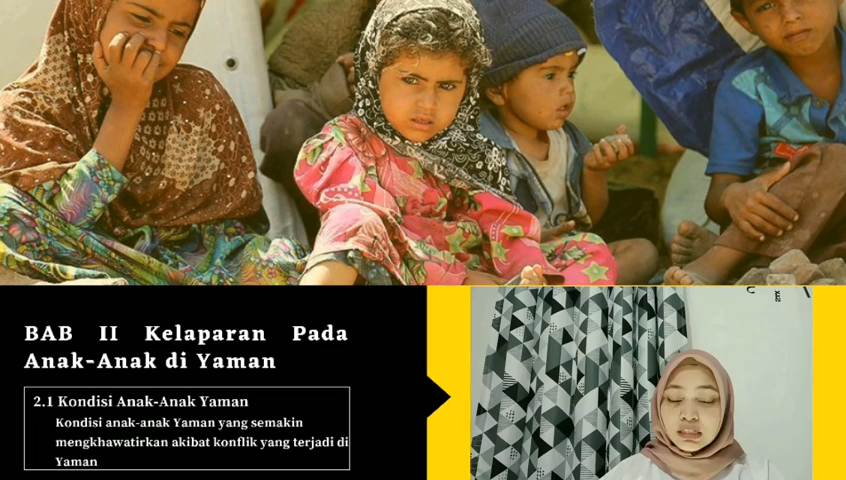 BAB II Kelaparan Pada
Anak-Anak di Yaman
2.1 Kondisi Anak-Anak Yaman
Kondisi anak-anak Yaman yang semakin
mengkhawatirkan akibat konflik yang terjadi di
Yaman